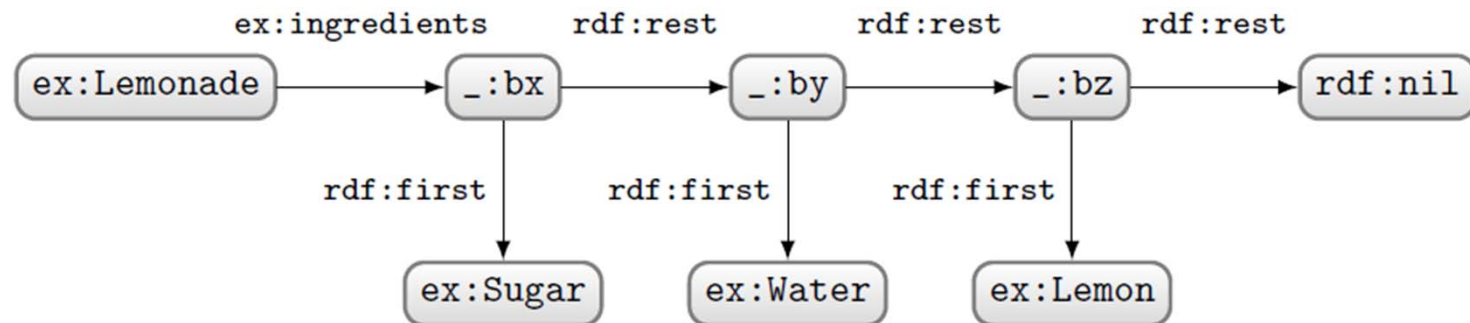 ex:ingredients rdf:rest rdf:rest rdf:rest
ex:Lemonade _:bx _:by _:bz rdf:nil
rdf:first rdf:first rdf:first
ex:Sugar ex:Water ex:Lemon